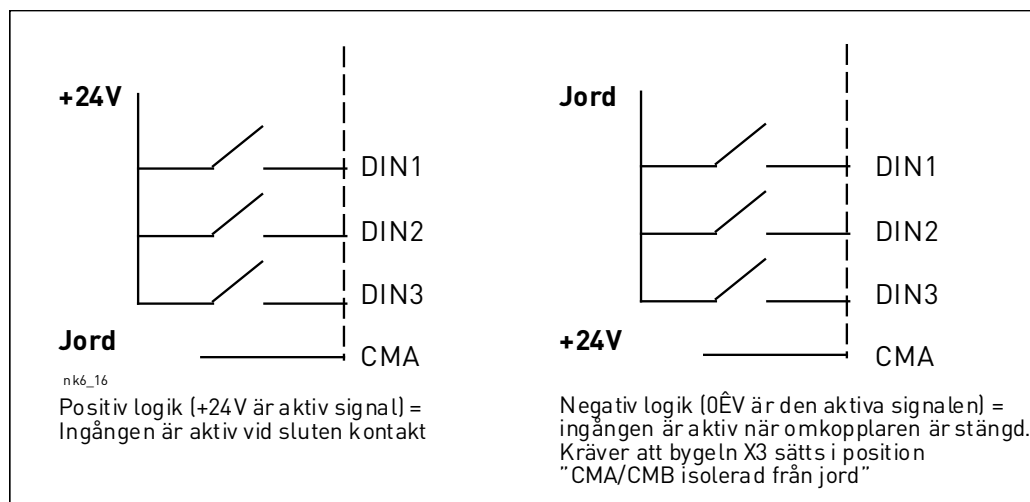 +24V
DIN1
DIN2
DIN3
Jord
CMA
nk6_16
Positiv logik (+24V är aktiv signal) =
Ingången är aktiv vid sluten kontakt
Jord
DIN1
DIN2
DIN3
+24V
CMA
Negativ logik (0ÊV är den aktiva signalen) =
ingången är aktiv när omkopplaren är stängd.
Kräver att bygeln X3 sätts i position
”CMA/CMB isolerad från jord”